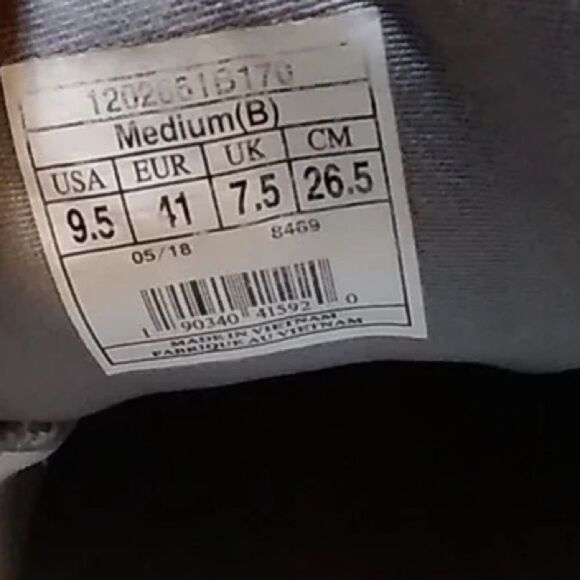 1202661B170
Medium(B)
USA EUR UK CM
9.5 41 7.5 26.5
05/18 8469
1 90340 41592 0
MADE IN VIETNAM
FABRIQUE AU VIETNAM